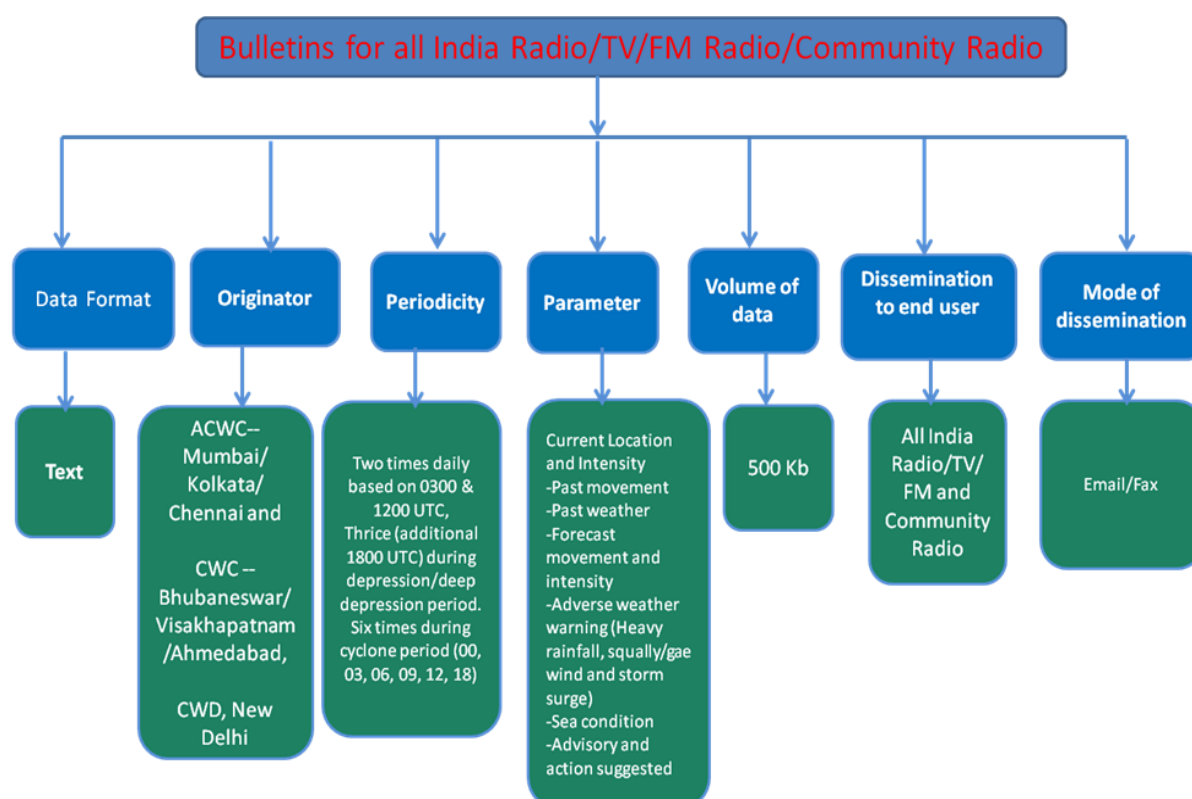 Bulletins for all India Radio/TV/FM Radio/Community Radio
Data Format
Originator
Periodicity
Parameter
Volume of
data
Dissemination
to end user
Mode of
dissemination
Text
ACWC--
Mumbai/
Kolkata/
Chennai and
CWC --
Bhubaneswar/
Visakhapatnam
/Ahmedabad,
CWD, New
Delhi
Two times daily
based on 0300 &
1200 UTC,
Thrice (additional
1800 UTC) during
depression/deep
depression period.
Six times during
cyclone period (00,
03, 06, 09, 12, 18)
Current Location
and Intensity
-Past movement
-Past weather
-Forecast
movement and
intensity
-Adverse weather
warning (Heavy
rainfall, squally/gae
wind and storm
surge)
-Sea condition
-Advisory and
action suggested
500 Kb
All India
Radio/TV/
FM and
Community
Radio
Email/Fax